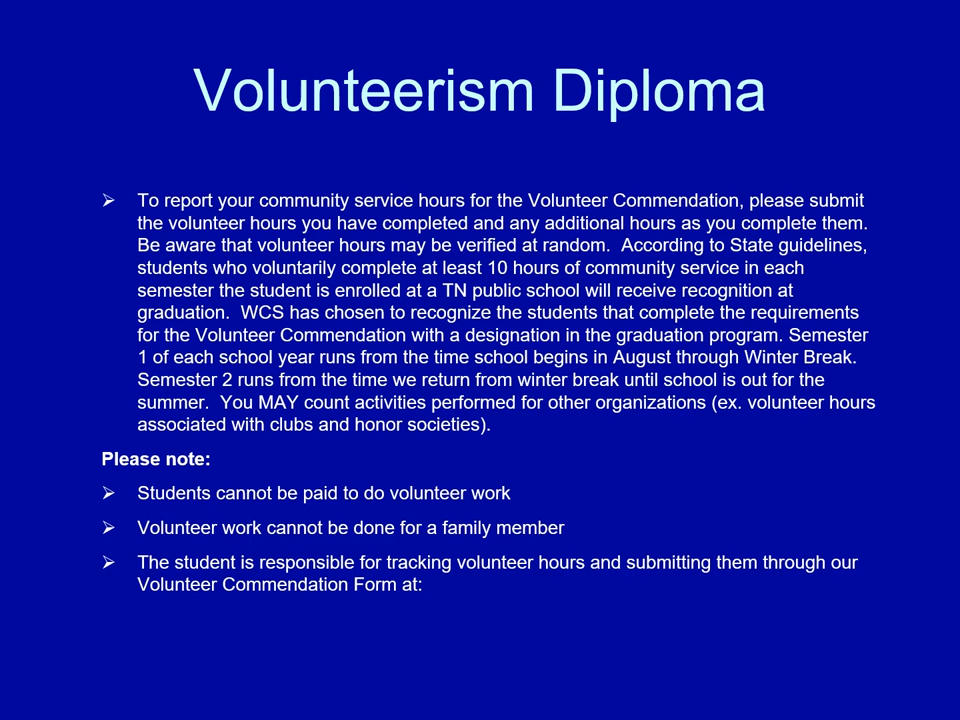 Volunteerism Diploma
➢ To report your community service hours for the Volunteer Commendation, please submit
the volunteer hours you have completed and any additional hours as you complete them.
Be aware that volunteer hours may be verified at random.  According to State guidelines,
students who voluntarily complete at least 10 hours of community service in each
semester the student is enrolled at a TN public school will receive recognition at
graduation.  WCS has chosen to recognize the students that complete the requirements
for the Volunteer Commendation with a designation in the graduation program. Semester
1 of each school year runs from the time school begins in August through Winter Break.
Semester 2 runs from the time we return from winter break until school is out for the
summer.  You MAY count activities performed for other organizations (ex. volunteer hours
associated with clubs and honor societies).
Please note:
➢ Students cannot be paid to do volunteer work
➢ Volunteer work cannot be done for a family member
➢ The student is responsible for tracking volunteer hours and submitting them through our
Volunteer Commendation Form at: